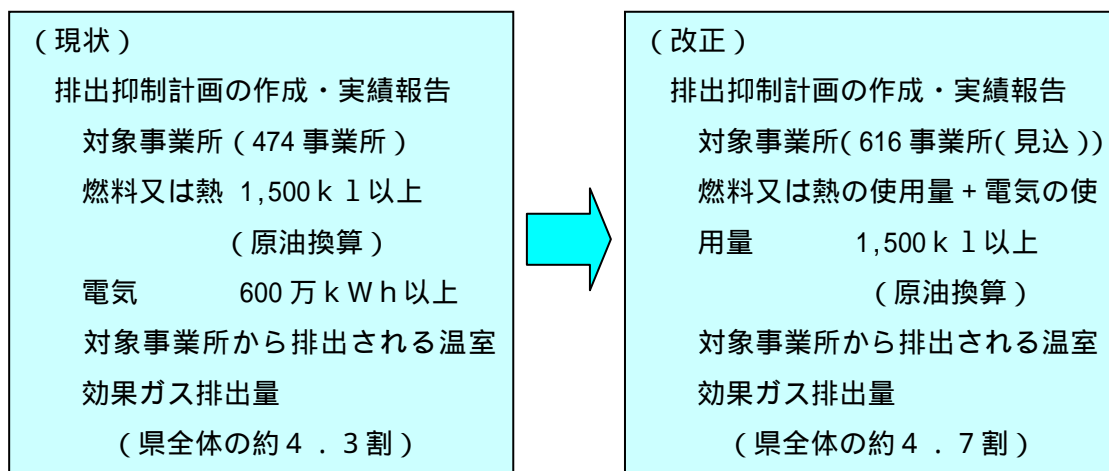 (現状)
排出抑制計画の作成・実績報告
対象事業所(474 事業所)
燃料又は熱 1,500kl以上
(原油換算)
電気 600 万kWh以上
対象事業所から排出される温室
効果ガス排出量
(県全体の約4.3割)
(改正)
排出抑制計画の作成・実績報告
対象事業所(616 事業所(見込))
燃料又は熱の使用量+電気の使
用量 1,500kl以上
(原油換算)
対象事業所から排出される温室
効果ガス排出量
(県全体の約4.7割)